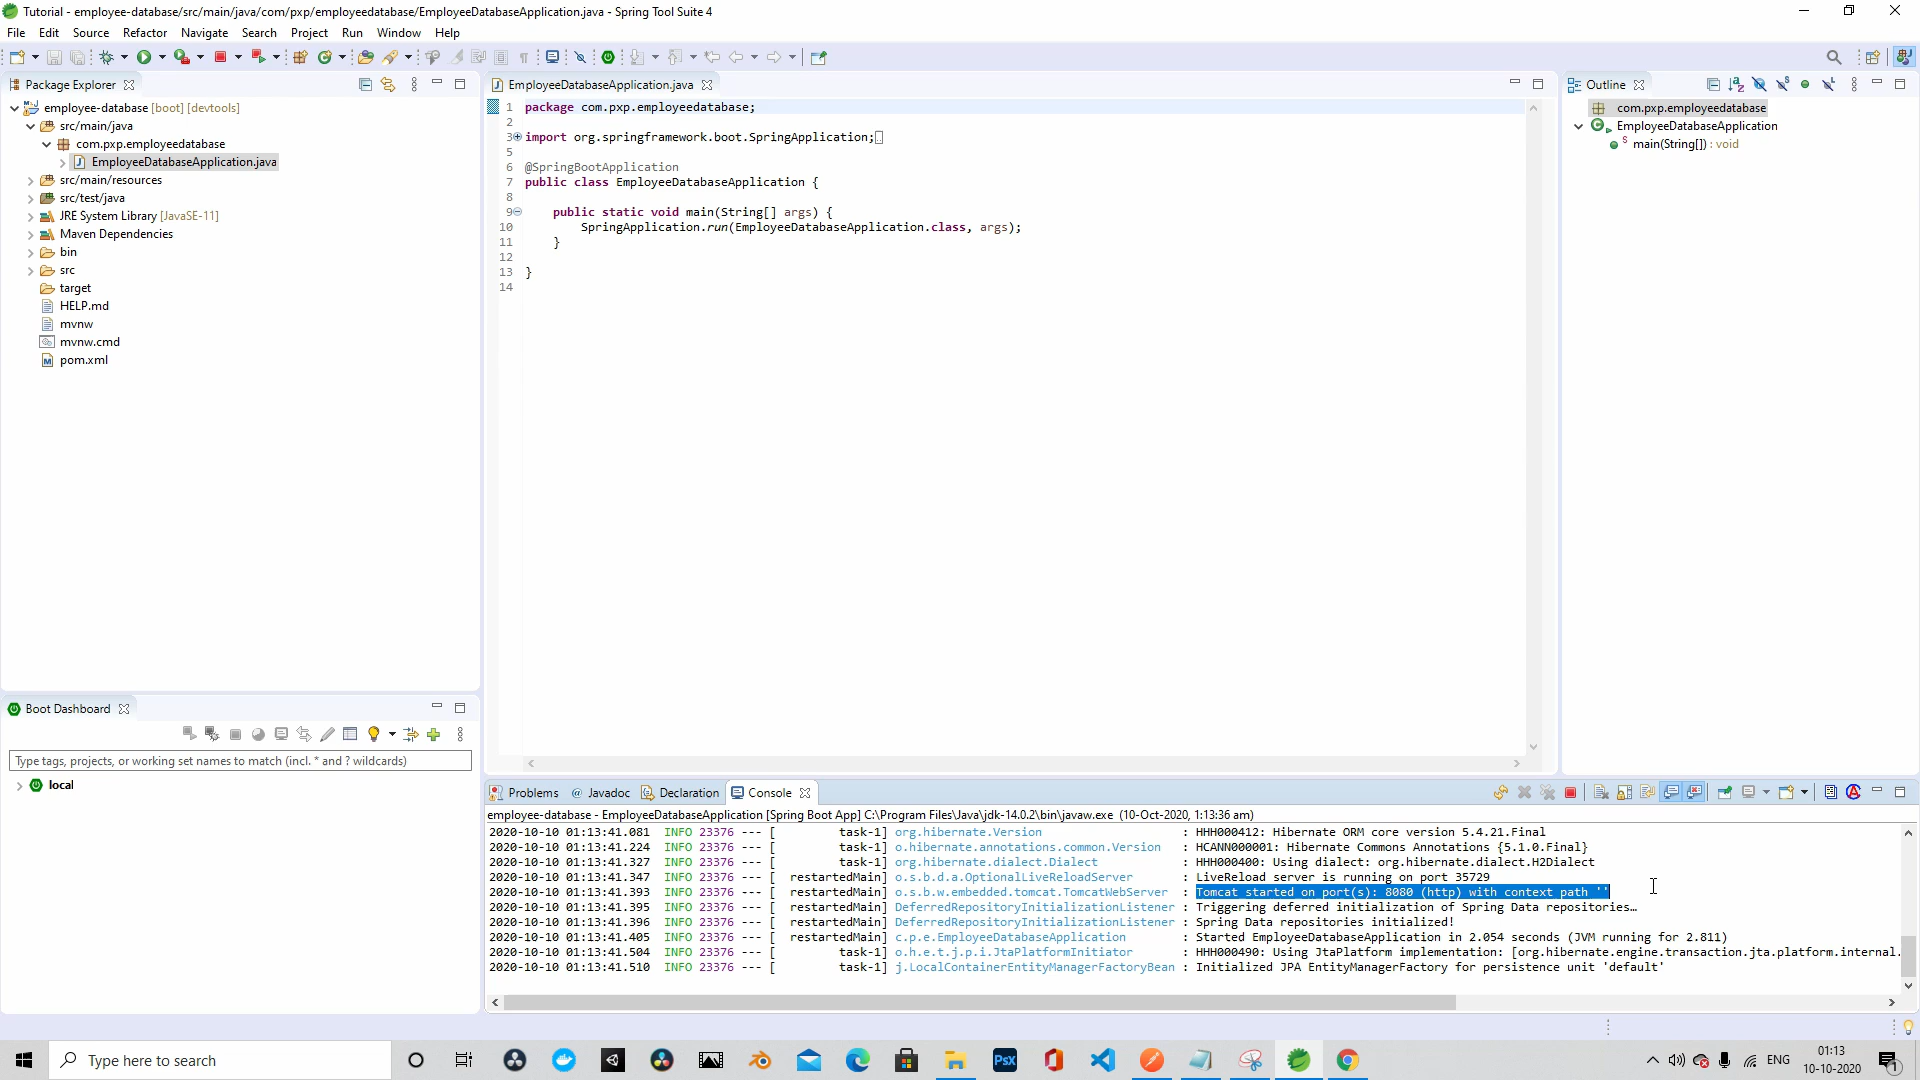 Tutorial - employee-database/src/main/java/com/pxp/employeedatabase/EmployeeDatabaseApplication.java - Spring Tool Suite 4
File Edit Source Refactor Navigate Search Project Run Window Help
Package Explorer
employee-database [boot] [devtools]
src/main/java
com.pxp.employeedatabase
EmployeeDatabaseApplication.java
src/main/resources
src/test/java
JRE System Library [JavaSE-11]
Maven Dependencies
bin
src
target
HELP.md
mvnw
mvnw.cmd
pom.xml
EmployeeDatabaseApplication.java
1 package com.pxp.employeedatabase;
2
3 import org.springframework.boot.SpringApplication;
5
6 @SpringBootApplication
7 public class EmployeeDatabaseApplication {
8
9 public static void main(String[] args) {
10 SpringApplication.run(EmployeeDatabaseApplication.class, args);
11 }
12
13 }
14
Outline
com.pxp.employeedatabase
EmployeeDatabaseApplication
main(String[]) : void
Boot Dashboard
Type tags, projects, or working set names to match (incl. * and ? wildcards)
local
Problems @ Javadoc Declaration Console
employee-database - EmployeeDatabaseApplication [Spring Boot App] C:\Program Files\Java\jdk-14.0.2\bin\javaw.exe (10-Oct-2020, 1:13:36 am)
2020-10-10 01:13:41.081 INFO 23376 --- [ task-1] org.hibernate.Version : HHH000412: Hibernate ORM core version 5.4.21.Final
2020-10-10 01:13:41.224 INFO 23376 --- [ task-1] o.hibernate.annotations.common.Version : HCANN000001: Hibernate Commons Annotations {5.1.0.Final}
2020-10-10 01:13:41.327 INFO 23376 --- [ task-1] org.hibernate.dialect.Dialect : HHH000400: Using dialect: org.hibernate.dialect.H2Dialect
2020-10-10 01:13:41.347 INFO 23376 --- [ restartedMain] o.s.b.d.a.OptionalLiveReloadServer : LiveReload server is running on port 35729
2020-10-10 01:13:41.393 INFO 23376 --- [ restartedMain] o.s.b.w.embedded.tomcat.TomcatWebServer : Tomcat started on port(s): 8080 (http) with context path ''
2020-10-10 01:13:41.395 INFO 23376 --- [ restartedMain] DeferredRepositoryInitializationListener : Triggering deferred initialization of Spring Data repositories…
2020-10-10 01:13:41.396 INFO 23376 --- [ restartedMain] DeferredRepositoryInitializationListener : Spring Data repositories initialized!
2020-10-10 01:13:41.405 INFO 23376 --- [ restartedMain] c.p.e.EmployeeDatabaseApplication : Started EmployeeDatabaseApplication in 2.054 seconds (JVM running for 2.811)
2020-10-10 01:13:41.504 INFO 23376 --- [ task-1] o.h.e.t.j.p.i.JtaPlatformInitiator : HHH000490: Using JtaPlatform implementation: [org.hibernate.engine.transaction.jta.platform.internal.
2020-10-10 01:13:41.510 INFO 23376 --- [ task-1] j.LocalContainerEntityManagerFactoryBean : Initialized JPA EntityManagerFactory for persistence unit 'default'
Type here to search
PsX
ENG
01:13
10-10-2020
1